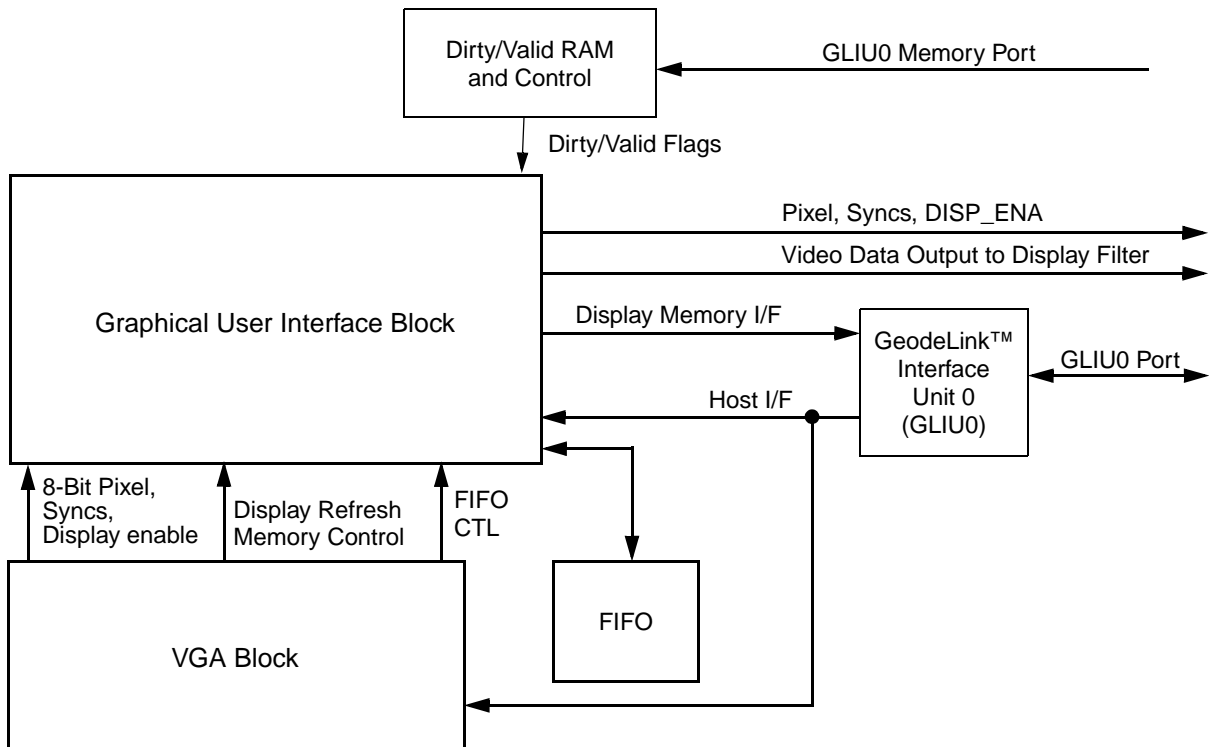 Dirty/Valid RAM
and Control
GLIU0 Memory Port
Dirty/Valid Flags
Pixel, Syncs, DISP_ENA
Video Data Output to Display Filter
Graphical User Interface Block
Display Memory I/F
GeodeLink™
Interface
Unit 0
(GLIU0)
GLIU0 Port
Host I/F
8-Bit Pixel,
Syncs,
Display enable
Display Refresh
Memory Control
FIFO
CTL
FIFO
VGA Block